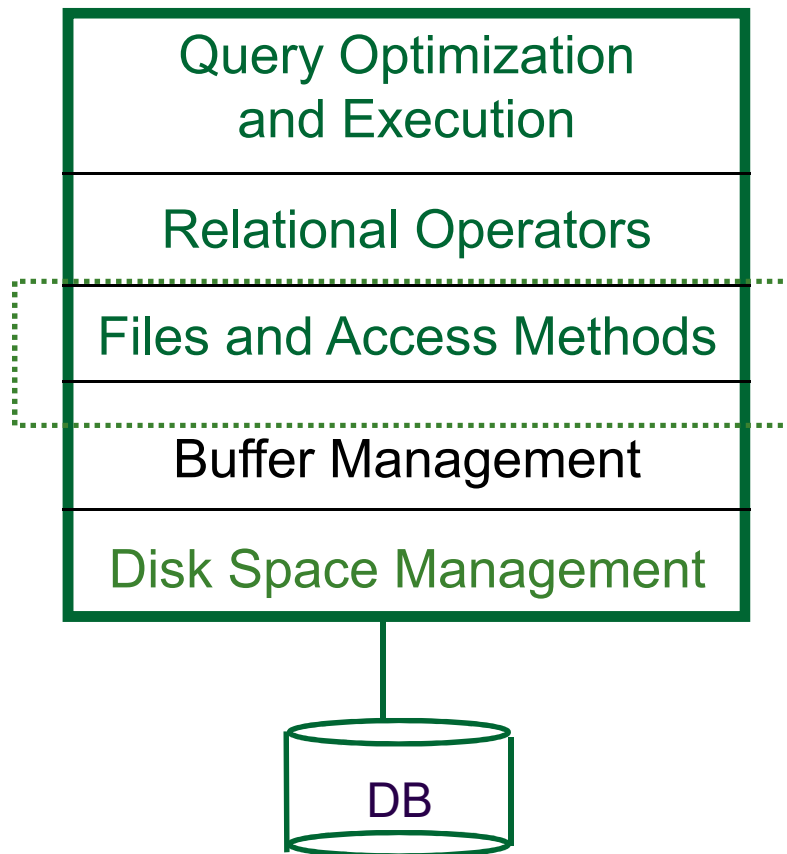 Query Optimization
and Execution
Relational Operators
Files and Access Methods
Buffer Management
Disk Space Management
DB